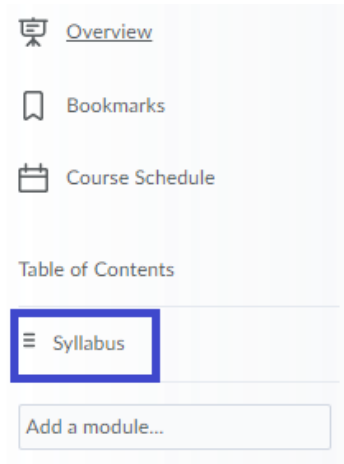 Overview
Bookmarks
Course Schedule
Table of Contents
Syllabus
Add a module...